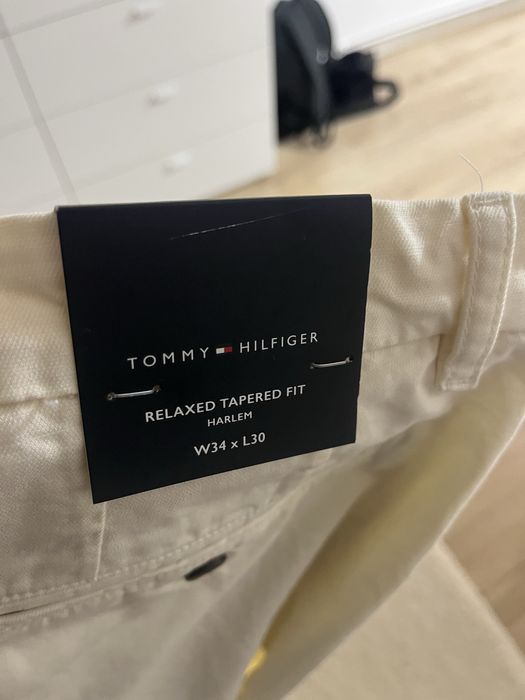 TOMMY HILFIGER
RELAXED TAPERED FIT
HARLEM
W34 x L30